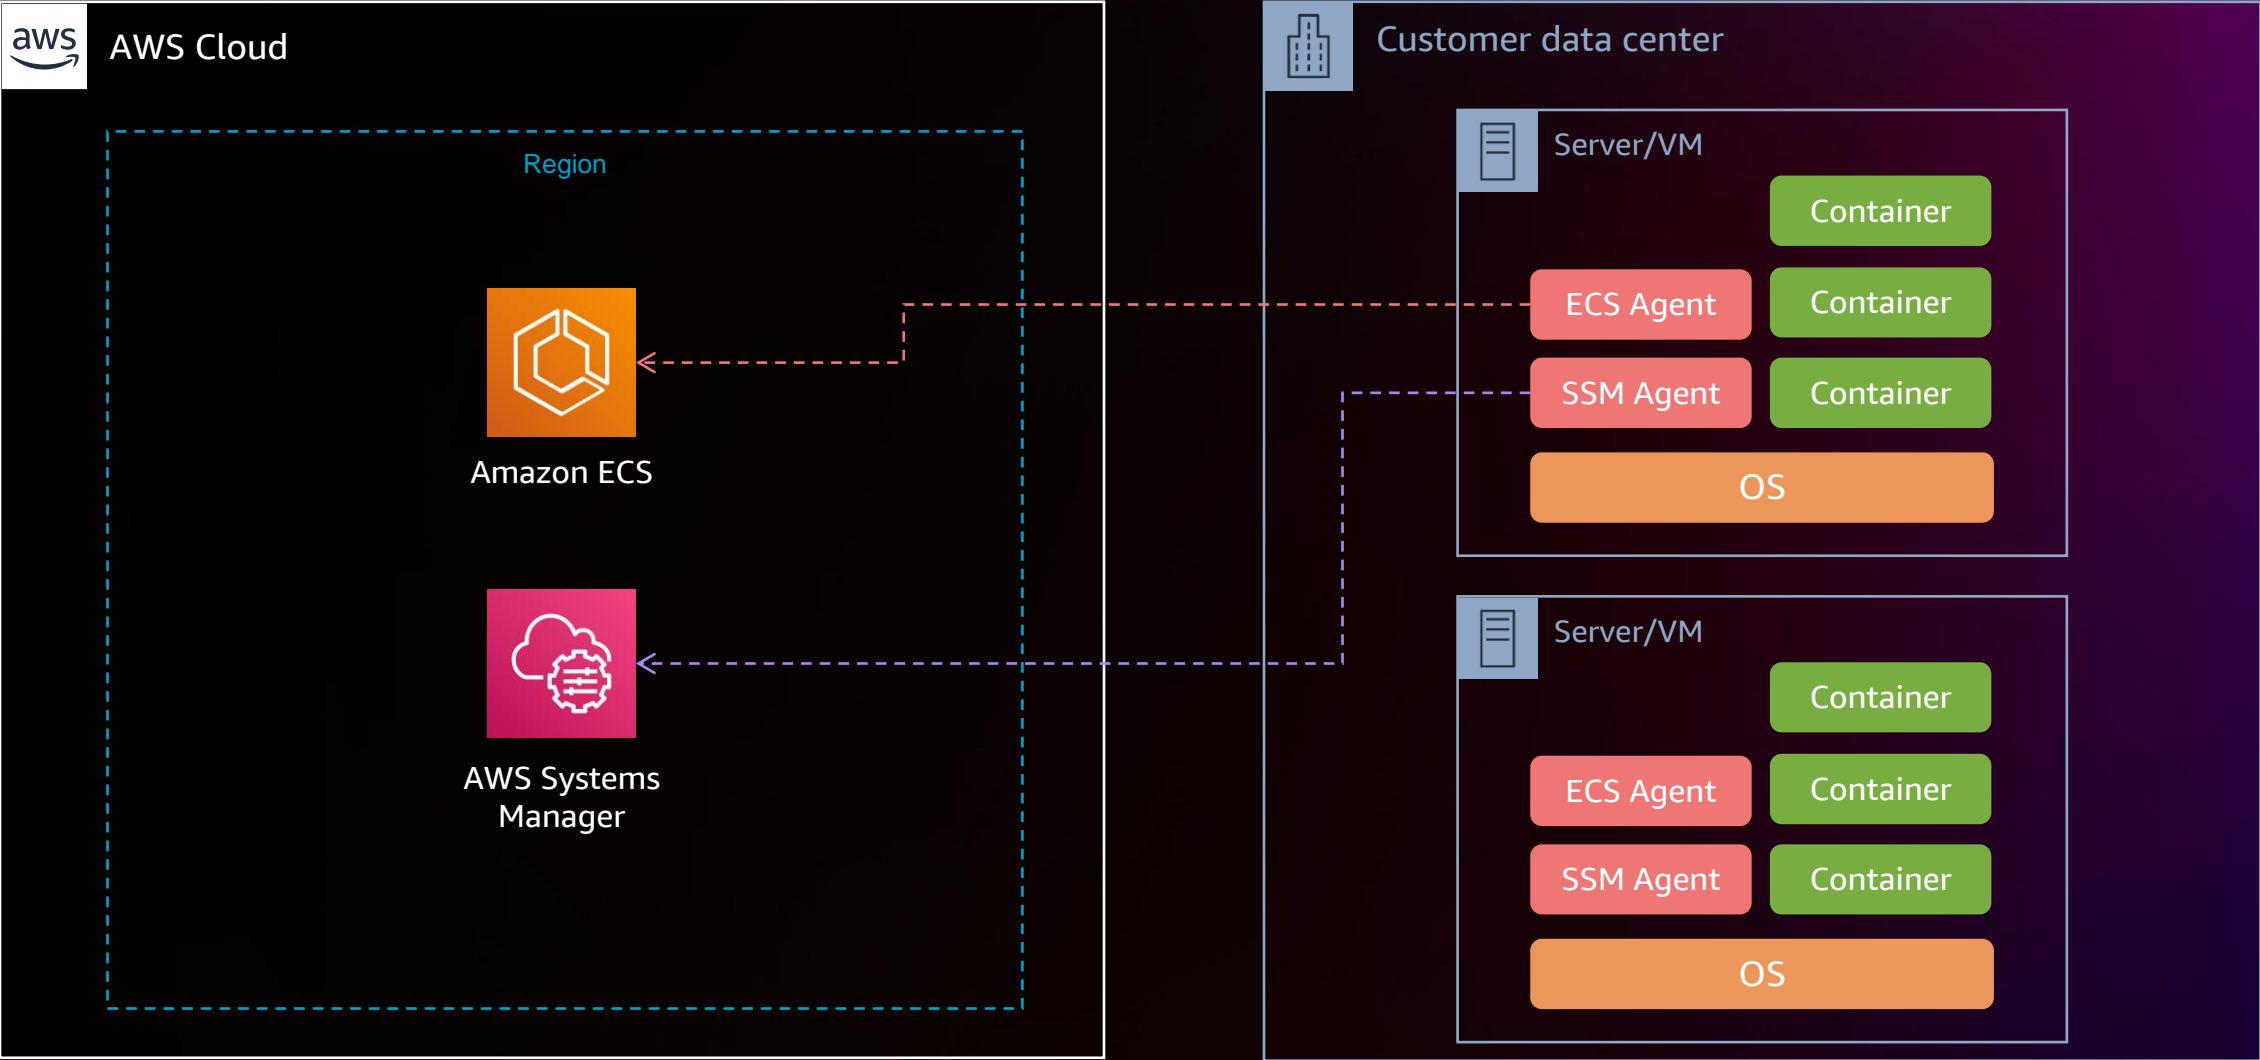 aws
AWS Cloud
Region
Amazon ECS
AWS Systems
Manager
Customer data center
Server/VM
Container
ECS Agent
Container
SSM Agent
Container
OS
Server/VM
Container
ECS Agent
Container
SSM Agent
Container
OS